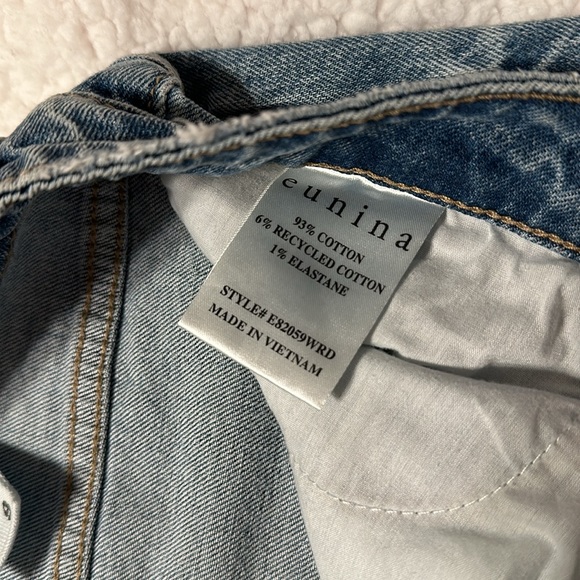 eunina
93% COTTON
6% RECYCLED COTTON
1% ELASTANE
STYLE# E82059WRD
MADE IN VIETNAM